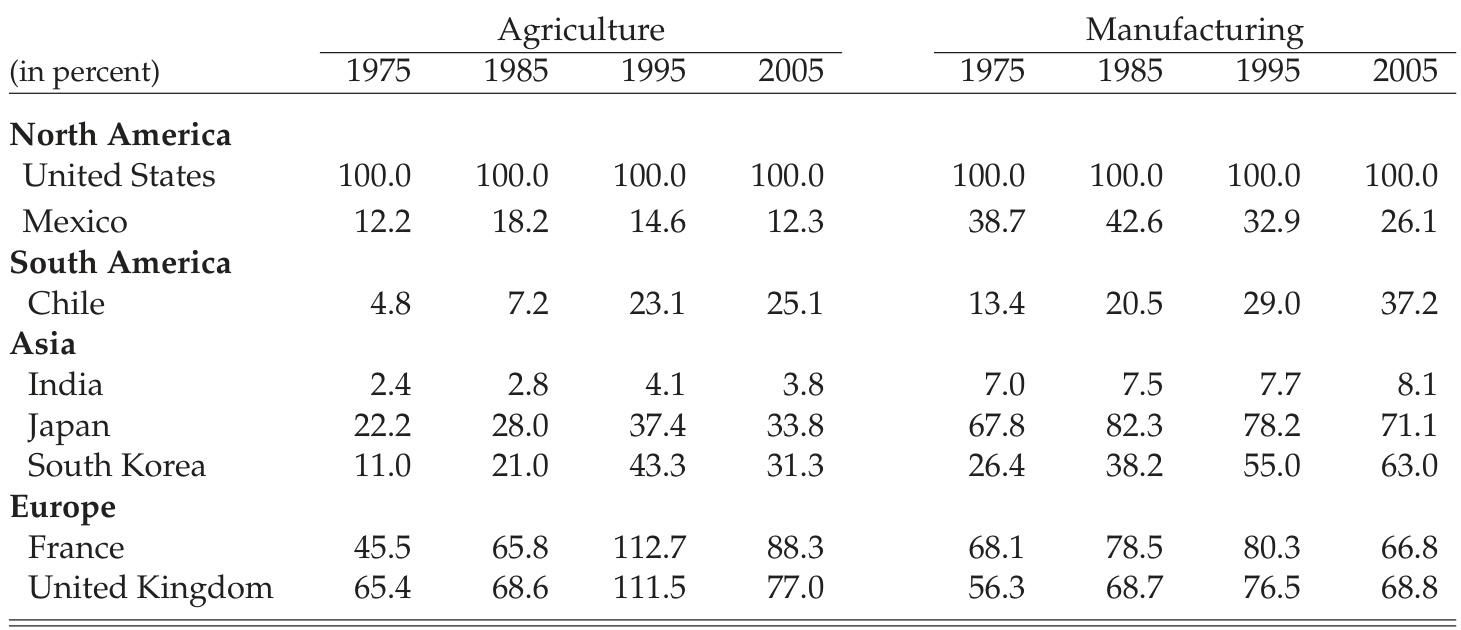 Agriculture Manufacturing
(in percent) 1975 1985 1995 2005 1975 1985 1995 2005
North America
United States 100.0 100.0 100.0 100.0 100.0 100.0 100.0 100.0
Mexico 12.2 18.2 14.6 12.3 38.7 42.6 32.9 26.1
South America
Chile 4.8 7.2 23.1 25.1 13.4 20.5 29.0 37.2
Asia
India 2.4 2.8 4.1 3.8 7.0 7.5 7.7 8.1
Japan 22.2 28.0 37.4 33.8 67.8 82.3 78.2 71.1
South Korea 11.0 21.0 43.3 31.3 26.4 38.2 55.0 63.0
Europe
France 45.5 65.8 112.7 88.3 68.1 78.5 80.3 66.8
United Kingdom 65.4 68.6 111.5 77.0 56.3 68.7 76.5 68.8